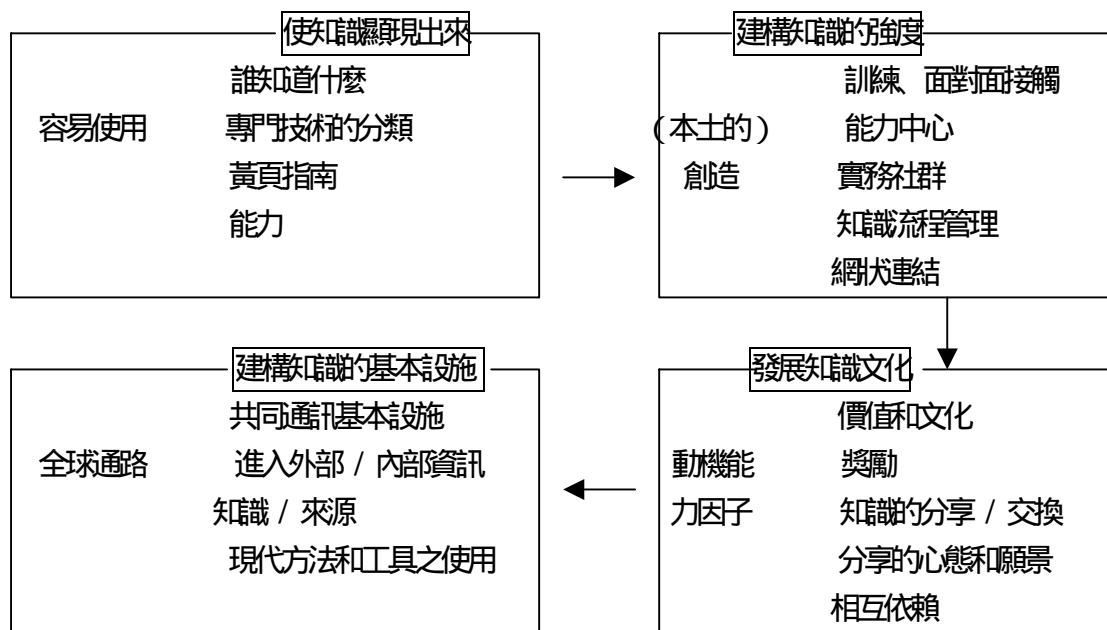 使知識顯現出來
誰知道什麼
容易使用 專門技術的分類
黃頁指南
能力
建構知識的強度
訓練、面對面接觸
(本土的) 能力中心
創造 實務社群
知識流程管理
網狀連結
建構知識的基本設施
共同通訊基本設施
全球通路 進入外部 / 內部資訊
知識 / 來源
現代方法和工具之使用
發展知識文化
價值和文化
動機能 獎勵
力因子 知識的分享 / 交換
分享的心態和願景
相互依賴